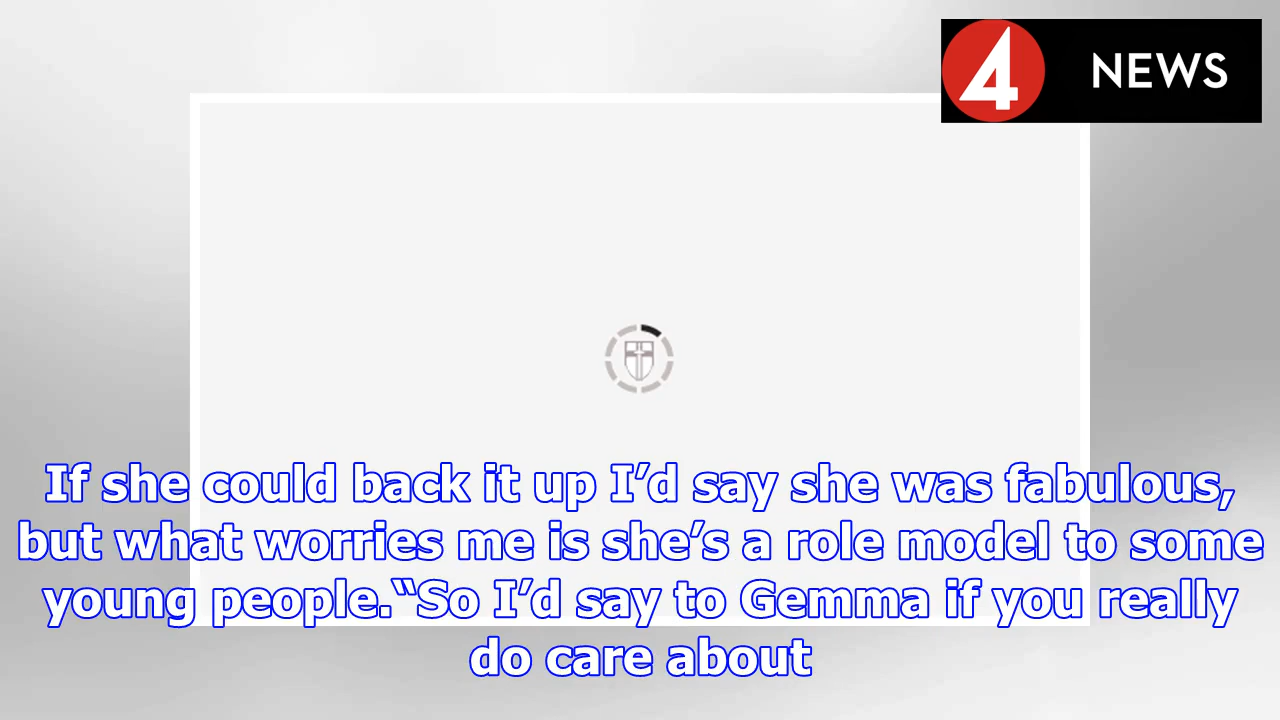 4 NEWS
If she could back it up I’d say she was fabulous,
but what worries me is she’s a role model to some
young people.“So I’d say to Gemma if you really
do care about